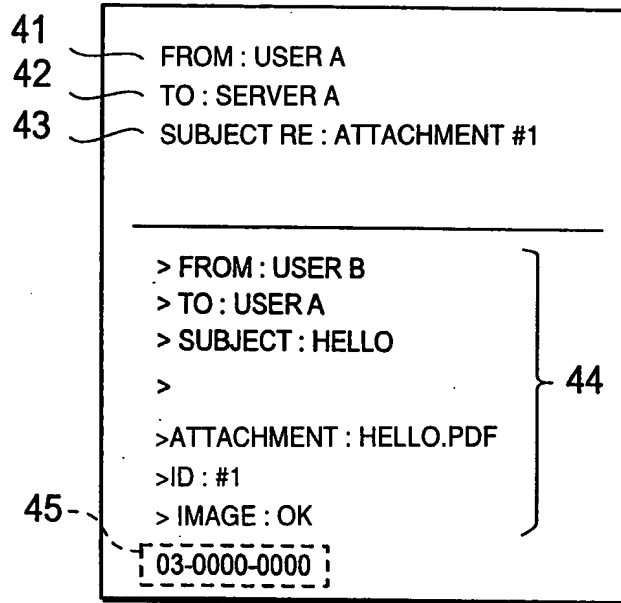 41
FROM : USER A
42
TO : SERVER A
43
SUBJECT RE : ATTACHMENT #1
> FROM : USER B
> TO : USER A
> SUBJECT : HELLO
>
44
>ATTACHMENT : HELLO.PDF
>ID : #1
> IMAGE : OK
45
03-0000-0000